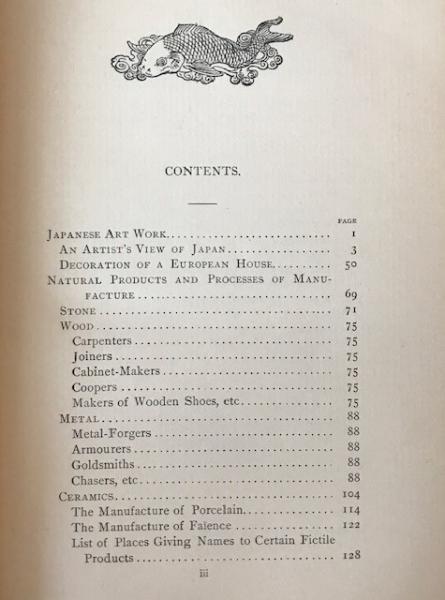 CONTENTS.
PAGE
JAPANESE ART WORK........................... 1
AN ARTIST'S VIEW OF JAPAN................. 3
DECORATION OF A EUROPEAN HOUSE.......... 50
NATURAL PRODUCTS AND PROCESSES OF MANU-
FACTURE................................ 69
STONE...................................... 71
WOOD....................................... 75
Carpenters............................... 75
Joiners.................................. 75
Cabinet-Makers........................... 75
Coopers.................................. 75
Makers of Wooden Shoes, etc.............. 75
METAL...................................... 88
Metal-Forgers............................ 88
Armourers................................ 88
Goldsmiths............................... 88
Chasers, etc............................. 88
CERAMICS................................... 104
The Manufacture of Porcelain............. 114
The Manufacture of Faïence............... 122
List of Places Giving Names to Certain Fictile
Products............................... 128
iii